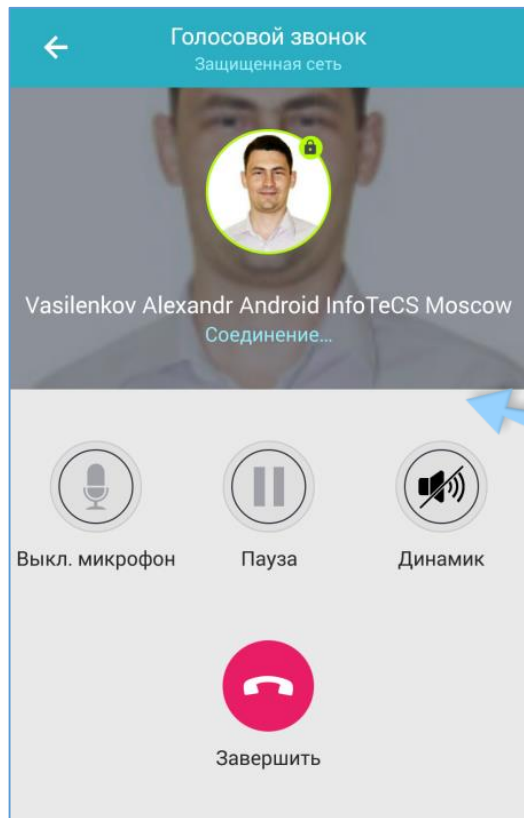 Голосовой звонок
Защищенная сеть
Vasilenkov Alexandr Android InfoTeCS Moscow
Соединение...
Выкл. микрофон
Пауза
Динамик
Завершить